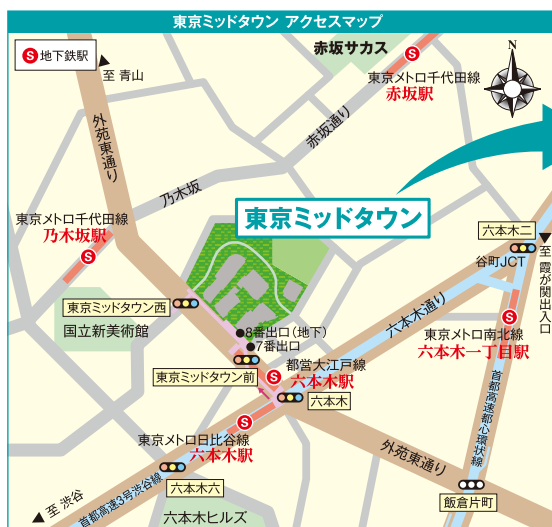 東京ミッドタウン アクセスマップ
S 地下鉄駅
至 青山
外苑東通り
赤坂サカス
S
東京メトロ千代田線
赤坂駅
N
赤坂通り
乃木坂
東京メトロ千代田線
乃木坂駅
S
東京ミッドタウン
六本木二
谷町JCT
至 霞が関出入口
東京ミッドタウン西
国立新美術館
8番出口(地下)
7番出口
六本木通り
S
東京メトロ南北線
六本木一丁目駅
東京ミッドタウン前
都営大江戸線
S
六本木駅
六本木
首都高速都心環状線
S
東京メトロ日比谷線
六本木駅
外苑東通り
首都高速3号渋谷線
六本木六
至 渋谷
六本木ヒルズ
飯倉片町